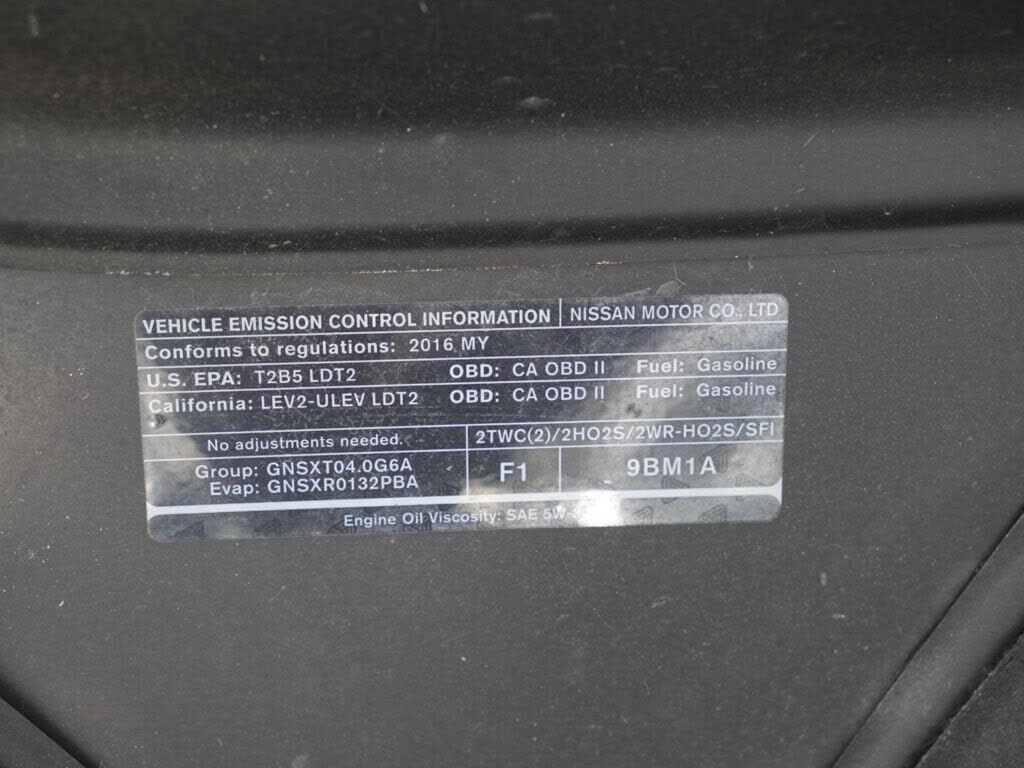 VEHICLE EMISSION CONTROL INFORMATION NISSAN MOTOR CO., LTD
Conforms to regulations: 2016 MY
U.S. EPA: T2B5 LDT2 OBD: CA OBD II Fuel: Gasoline
California: LEV2-ULEV LDT2 OBD: CA OBD II Fuel: Gasoline
No adjustments needed. 2TWC(2)/2HO2S/2WR-HO2S/SFI
Group: GNSXT04.0G6A
Evap: GNSXR0132PBA
F1 9BM1A
Engine Oil Viscosity: SAE